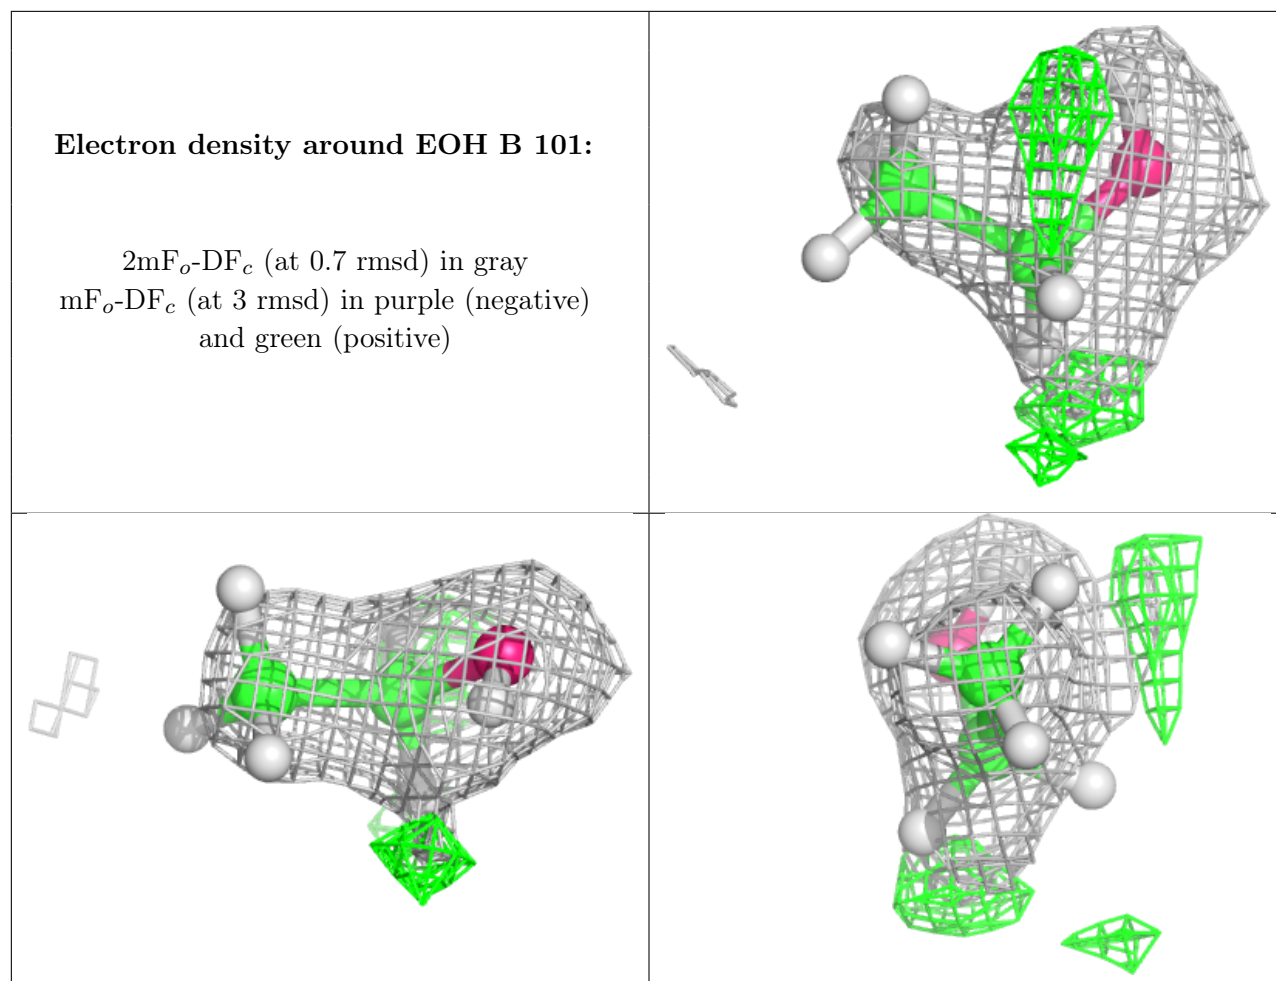 Electron density around EOH B 101:
2mFo-DFc (at 0.7 rmsd) in gray
mFo-DFc (at 3 rmsd) in purple (negative)
and green (positive)